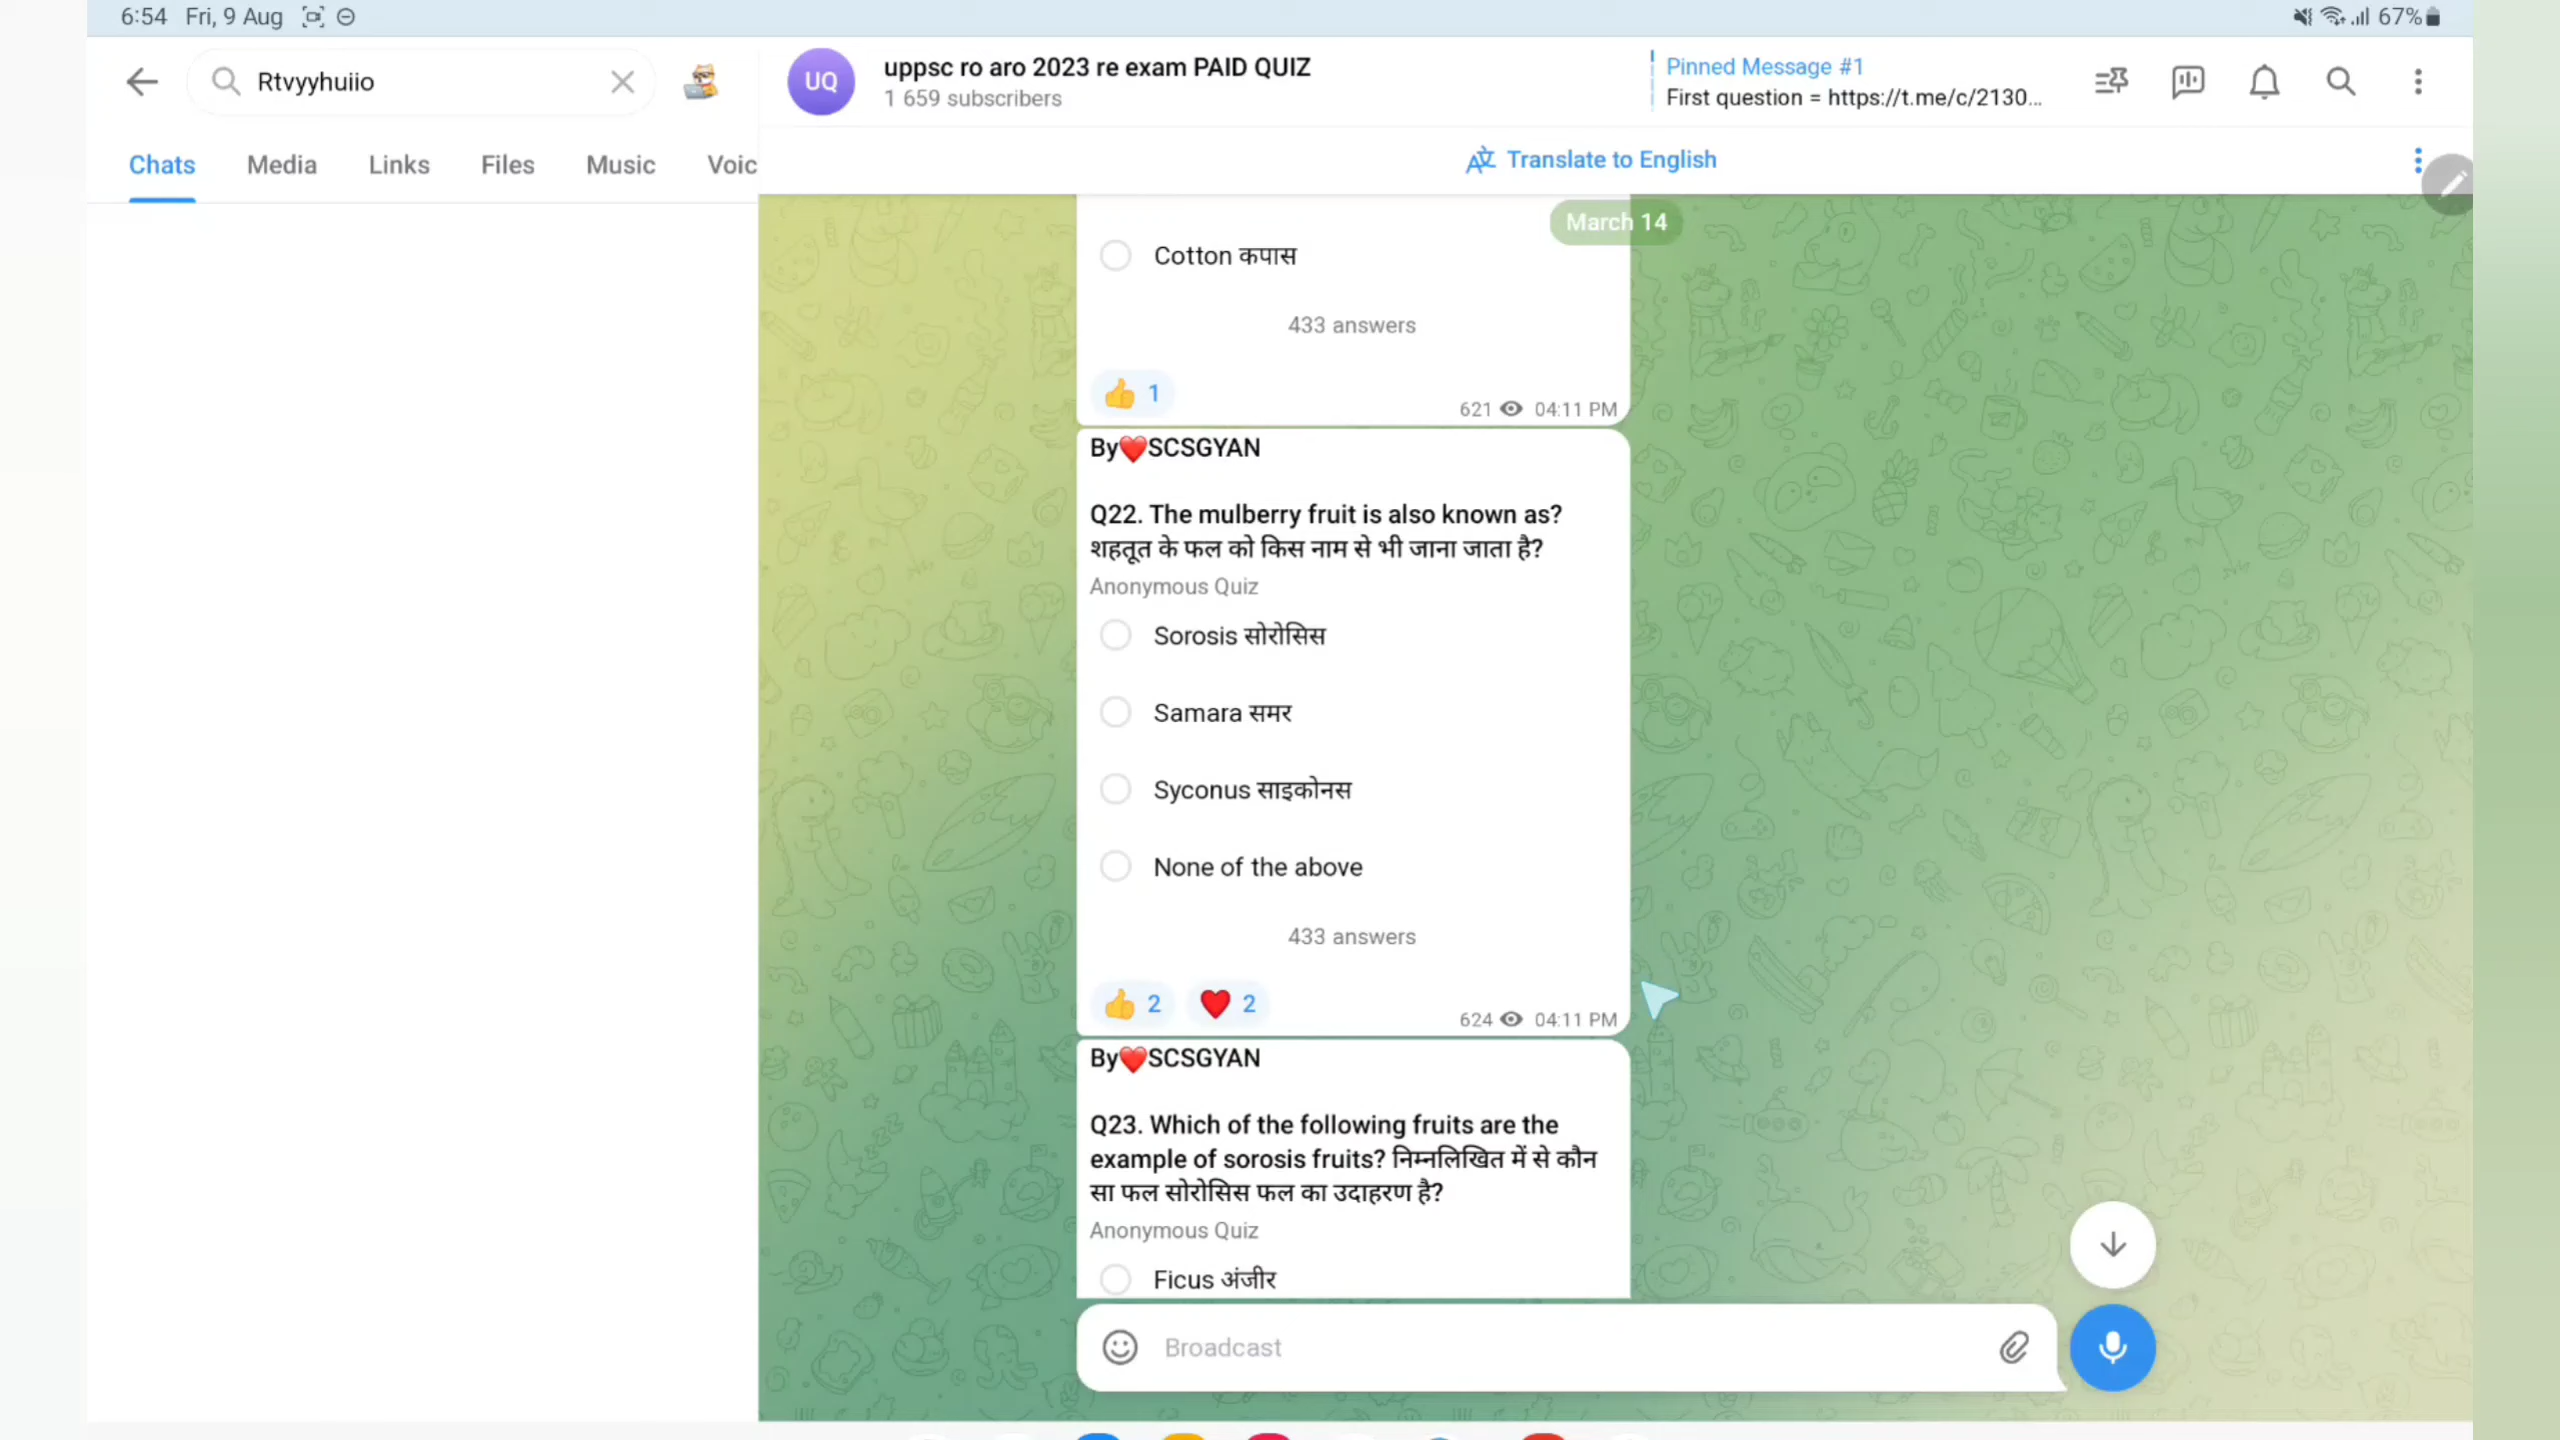 6:54 Fri, 9 Aug
67%
Rtvyyhuiio
UQ
uppsc ro aro 2023 re exam PAID QUIZ
1 659 subscribers
Pinned Message #1
First question = https://t.me/c/2130...
Chats Media Links Files Music Voic
Translate to English
March 14
Cotton कपास
433 answers
👍 1
621 04:11 PM
By❤️SCSGYAN
Q22. The mulberry fruit is also known as?
शहतूत के फल को किस नाम से भी जाना जाता है?
Anonymous Quiz
Sorosis सोरोसिस
Samara समर
Syconus साइकोनस
None of the above
433 answers
👍 2 ❤️ 2
624 04:11 PM
By❤️SCSGYAN
Q23. Which of the following fruits are the
example of sorosis fruits? निम्नलिखित में से कौन
सा फल सोरोसिस फल का उदाहरण है?
Anonymous Quiz
Ficus अंजीर
Broadcast